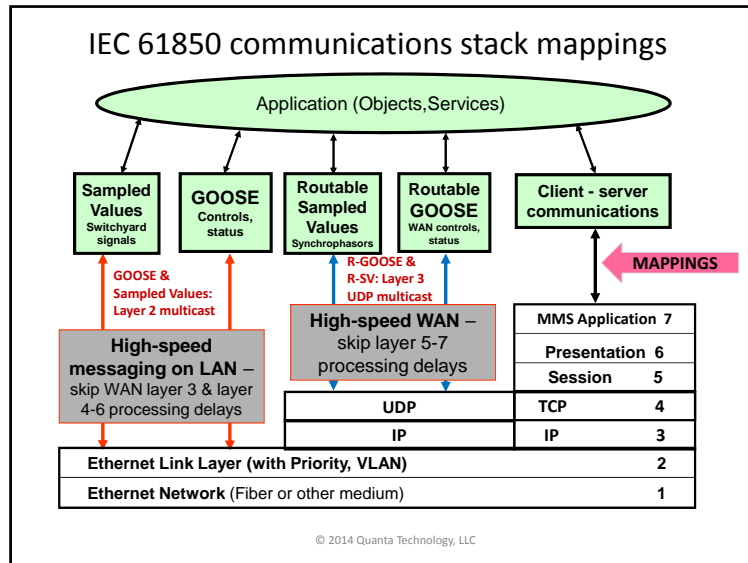 IEC 61850 communications stack mappings
Application (Objects,Services)
Sampled
Values
Switchyard
signals
GOOSE
Controls,
status
Routable
Sampled
Values
Synchrophasors
Routable
GOOSE
WAN controls,
status
Client - server
communications
MAPPINGS
GOOSE &
Sampled Values:
Layer 2 multicast
R-GOOSE &
R-SV: Layer 3
UDP multicast
High-speed
messaging on LAN –
skip WAN layer 3 & layer
4-6 processing delays
High-speed WAN –
skip layer 5-7
processing delays
MMS Application 7
Presentation 6
Session 5
UDP
TCP 4
IP
IP 3
Ethernet Link Layer (with Priority, VLAN) 2
Ethernet Network (Fiber or other medium) 1
© 2014 Quanta Technology, LLC